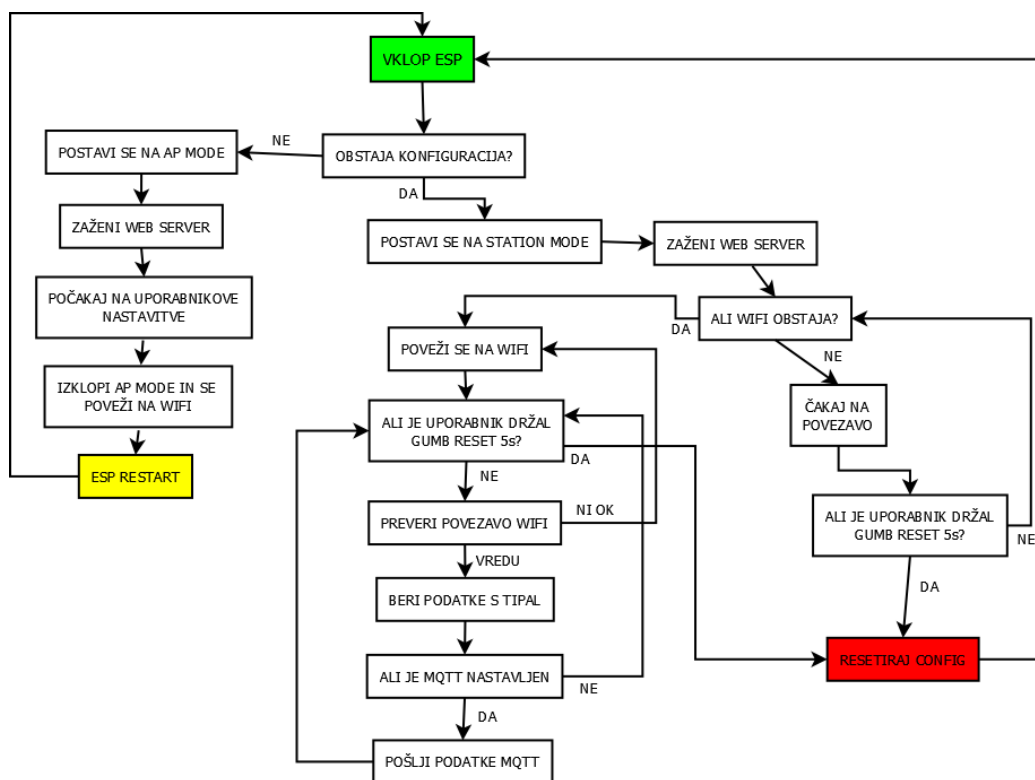 VKLOP ESP
NE
OBSTAJA KONFIGURACIJA?
POSTAVI SE NA AP MODE
DA
ZAŽENI WEB SERVER
POSTAVI SE NA STATION MODE
ZAŽENI WEB SERVER
POČAKAJ NA UPORABNIKOVE
NASTAVITVE
ALI WIFI OBSTAJA?
DA
POVEŽI SE NA WIFI
NE
IZKLOPI AP MODE IN SE
POVEŽI NA WIFI
ČAKAJ NA
POVEZAVO
ALI JE UPORABNIK DRŽAL
GUMB RESET 5s?
DA
ESP RESTART
NE
PREVERI POVEZAVO WIFI
NI OK
ALI JE UPORABNIK DRŽAL
GUMB RESET 5s?
NE
VREDU
DA
BERI PODATKE S TIPAL
RESETIRAJ CONFIG
ALI JE MQTT NASTAVLJEN
NE
DA
POŠLJI PODATKE MQTT